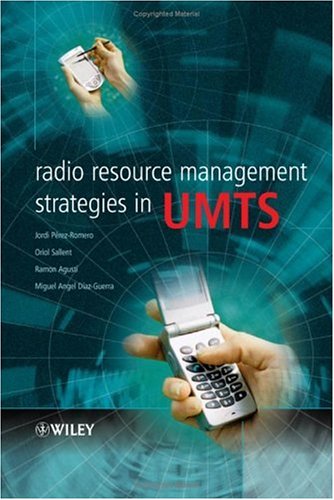 Copyrighted Material
radio resource management
strategies in UMTS
Jordi Pérez-Romero
Oriol Sallent
Ramon Agustí
Miguel Angel Díaz-Guerra
WILEY